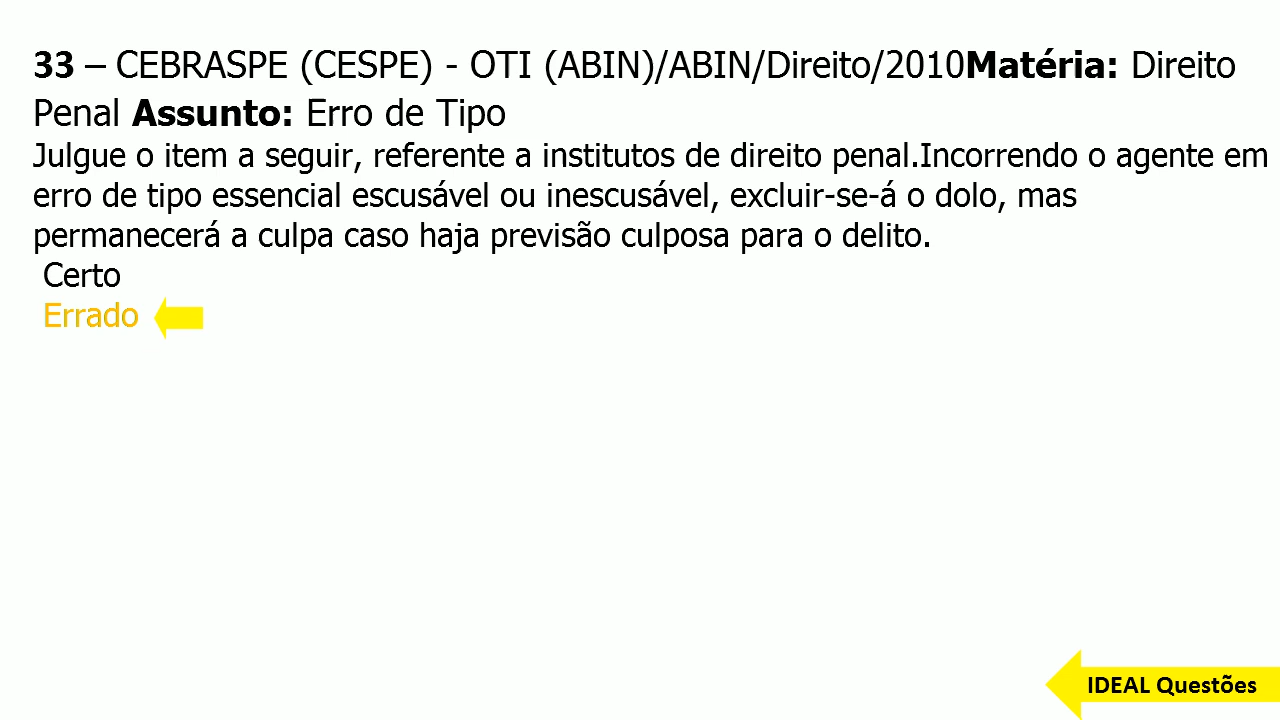 33 – CEBRASPE (CESPE) - OTI (ABIN)/ABIN/Direito/2010Matéria: Direito
Penal Assunto: Erro de Tipo
Julgue o item a seguir, referente a institutos de direito penal.Incorrendo o agente em
erro de tipo essencial escusável ou inescusável, excluir-se-á o dolo, mas
permanecerá a culpa caso haja previsão culposa para o delito.
Certo
Errado
IDEAL Questões